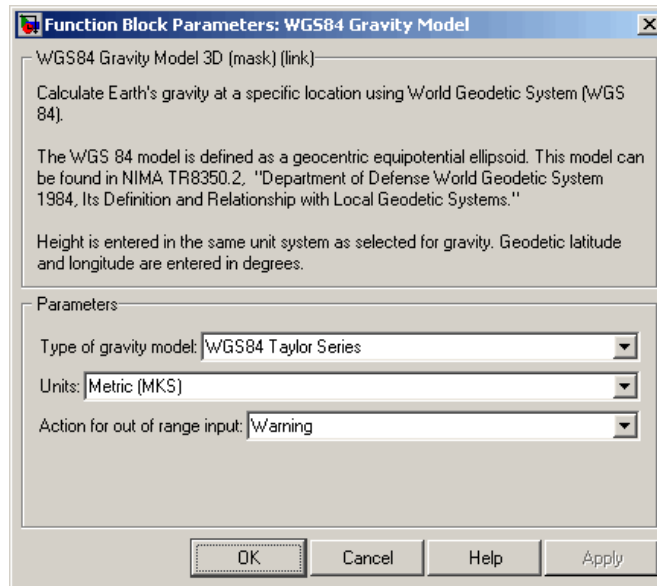 Function Block Parameters: WGS84 Gravity Model
WGS84 Gravity Model 3D (mask) (link)
Calculate Earth's gravity at a specific location using World Geodetic System (WGS
84).
The WGS 84 model is defined as a geocentric equipotential ellipsoid. This model can
be found in NIMA TR8350.2, "Department of Defense World Geodetic System
1984, Its Definition and Relationship with Local Geodetic Systems."
Height is entered in the same unit system as selected for gravity. Geodetic latitude
and longitude are entered in degrees.
Parameters
Type of gravity model: WGS84 Taylor Series
Units: Metric (MKS)
Action for out of range input: Warning
OK Cancel Help Apply